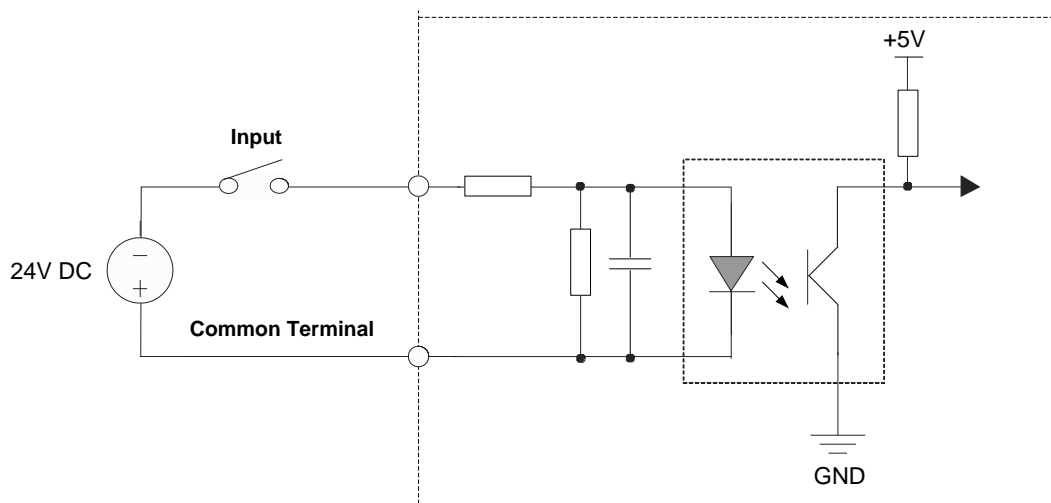 +5V
Input
24V DC
−
+
Common Terminal
GND